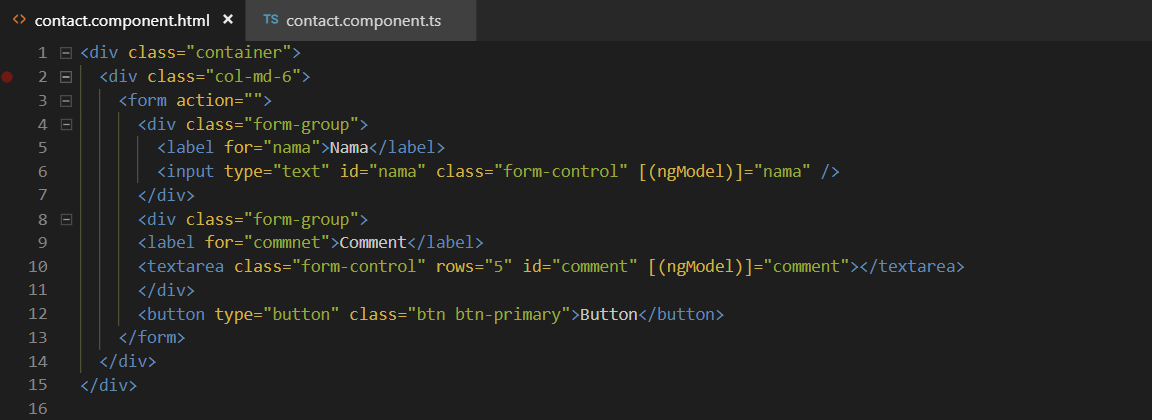 <> contact.component.html × TS contact.component.ts
1 <div class="container">
2 <div class="col-md-6">
3 <form action="">
4 <div class="form-group">
5 <label for="nama">Nama</label>
6 <input type="text" id="nama" class="form-control" [(ngModel)]="nama" />
7 </div>
8 <div class="form-group">
9 <label for="commnet">Comment</label>
10 <textarea class="form-control" rows="5" id="comment" [(ngModel)]="comment"></textarea>
11 </div>
12 <button type="button" class="btn btn-primary">Button</button>
13 </form>
14 </div>
15 </div>
16